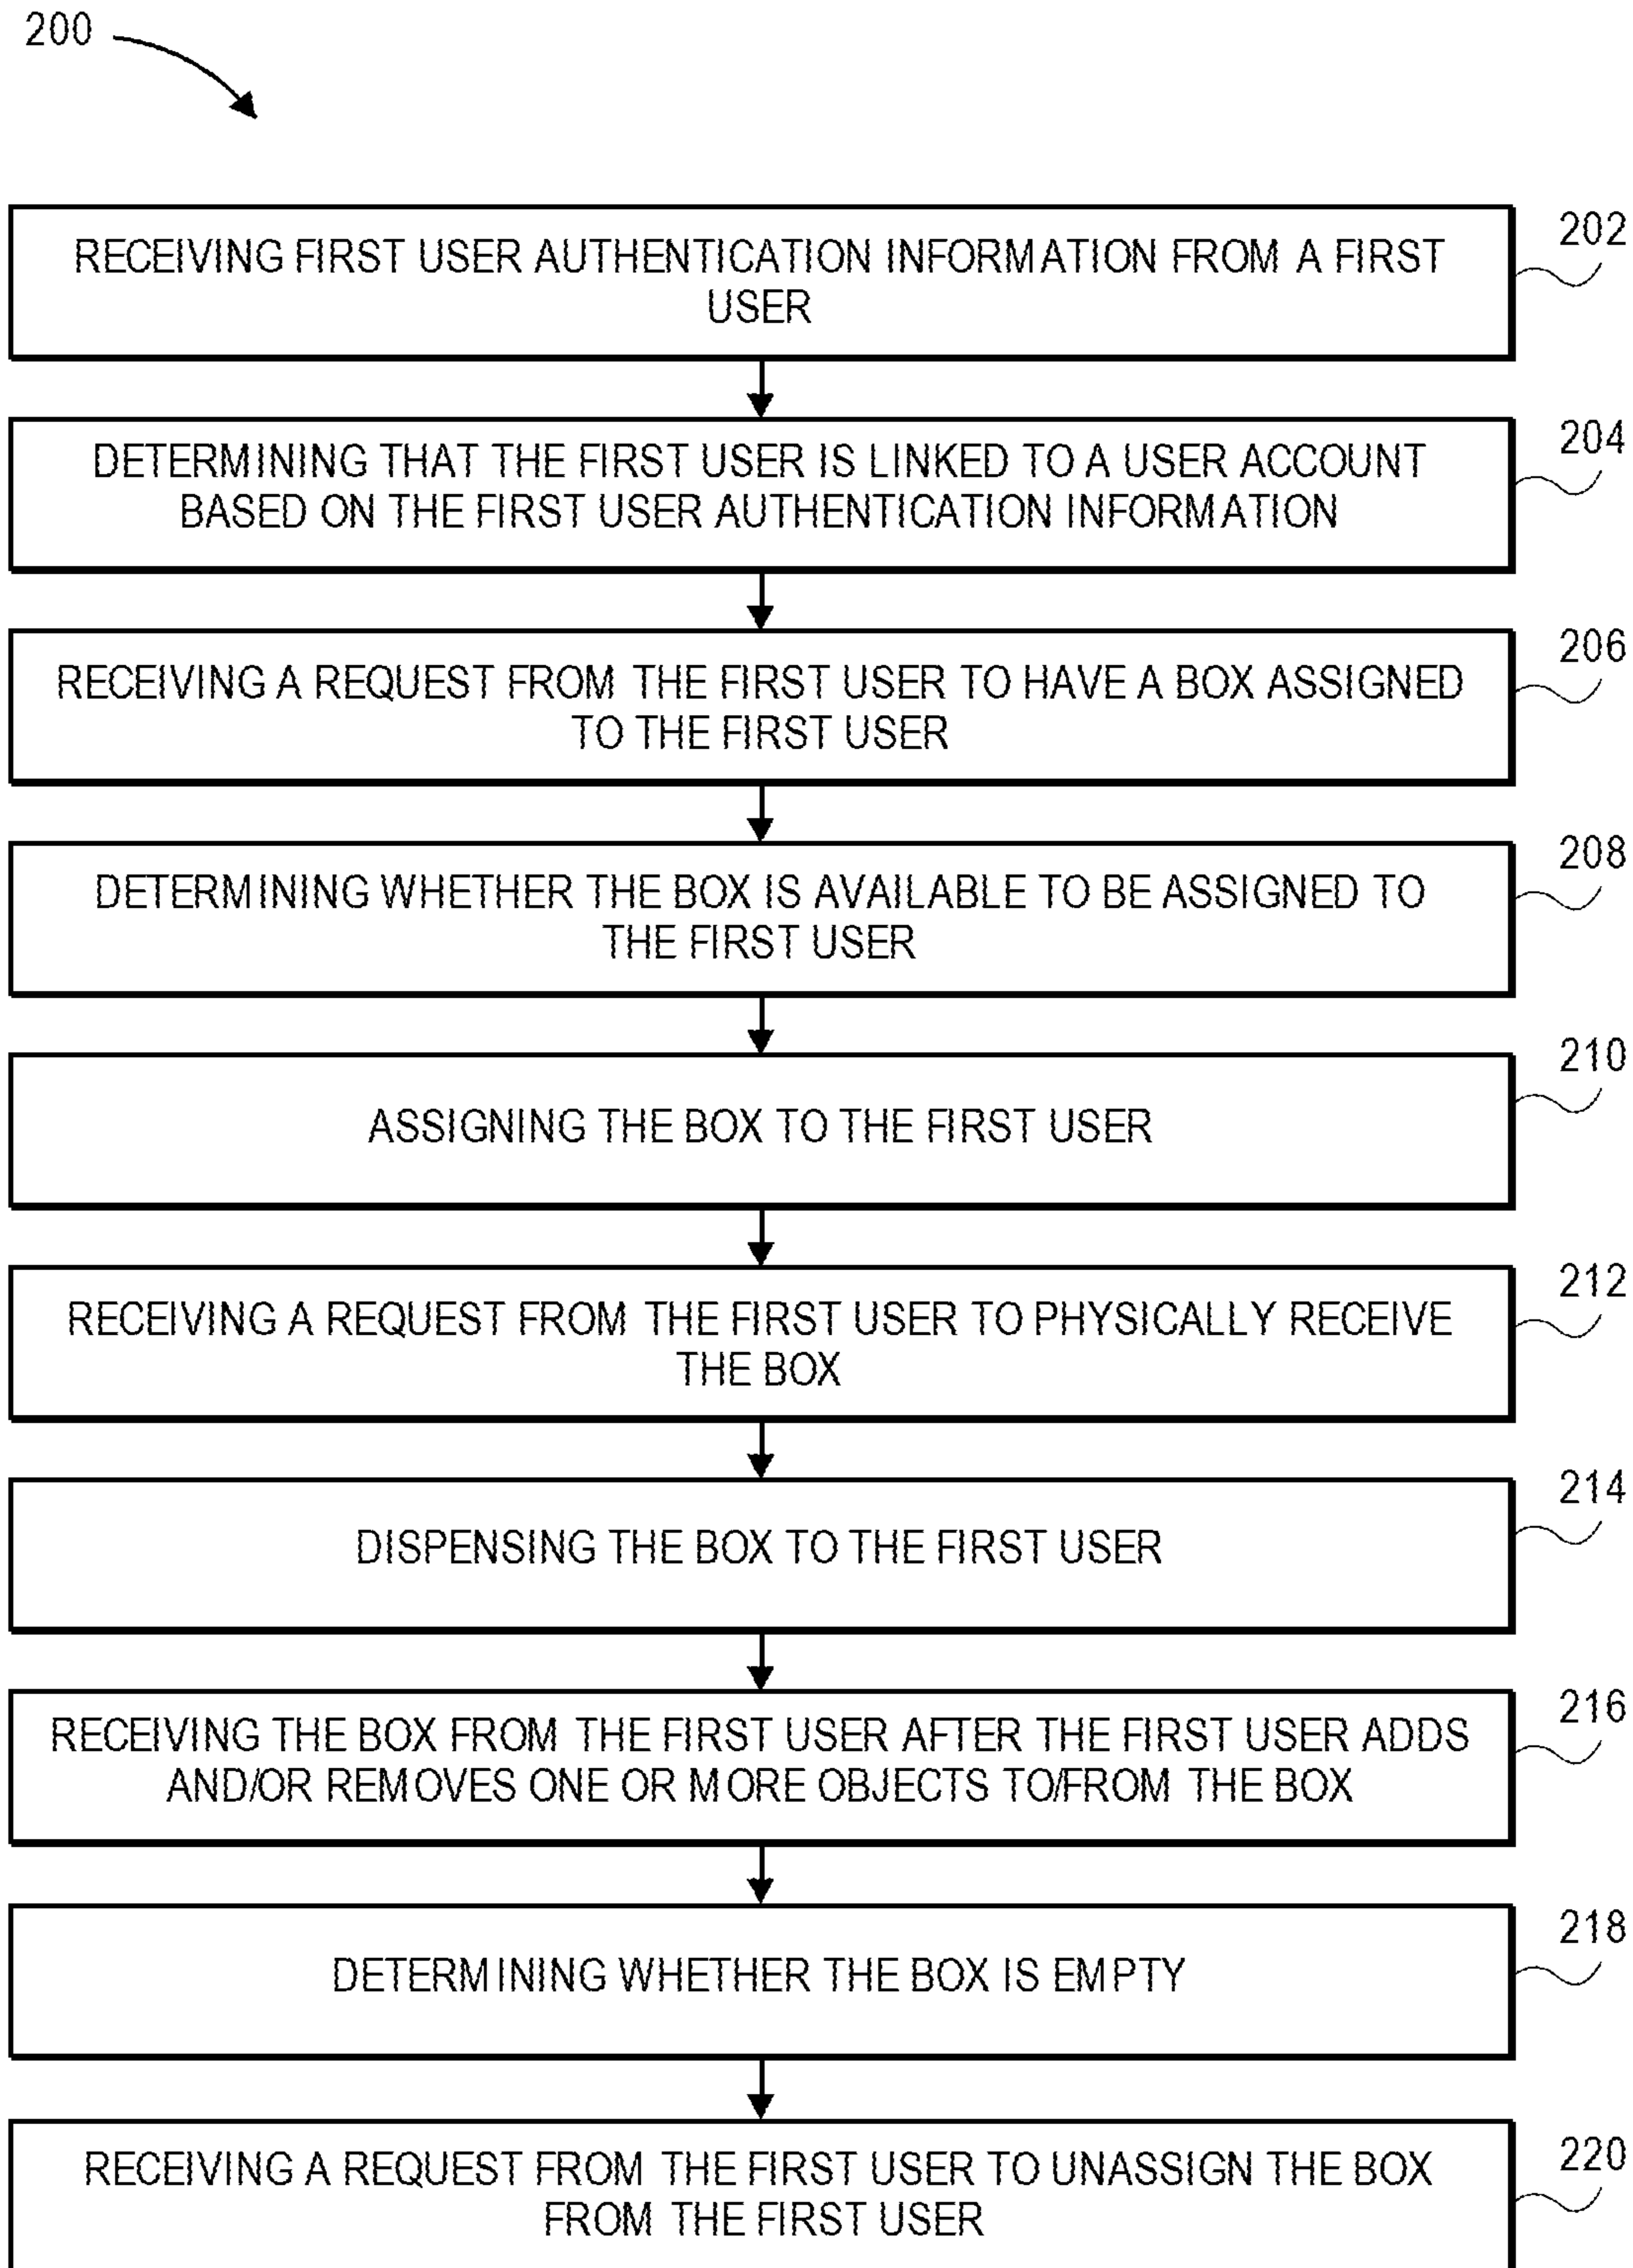 200
RECEIVING FIRST USER AUTHENTICATION INFORMATION FROM A FIRST
USER
202
DETERMINING THAT THE FIRST USER IS LINKED TO A USER ACCOUNT
BASED ON THE FIRST USER AUTHENTICATION INFORMATION
204
RECEIVING A REQUEST FROM THE FIRST USER TO HAVE A BOX ASSIGNED
TO THE FIRST USER
206
DETERMINING WHETHER THE BOX IS AVAILABLE TO BE ASSIGNED TO
THE FIRST USER
208
ASSIGNING THE BOX TO THE FIRST USER
210
RECEIVING A REQUEST FROM THE FIRST USER TO PHYSICALLY RECEIVE
THE BOX
212
DISPENSING THE BOX TO THE FIRST USER
214
RECEIVING THE BOX FROM THE FIRST USER AFTER THE FIRST USER ADDS
AND/OR REMOVES ONE OR MORE OBJECTS TO/FROM THE BOX
216
DETERMINING WHETHER THE BOX IS EMPTY
218
RECEIVING A REQUEST FROM THE FIRST USER TO UNASSIGN THE BOX
FROM THE FIRST USER
220